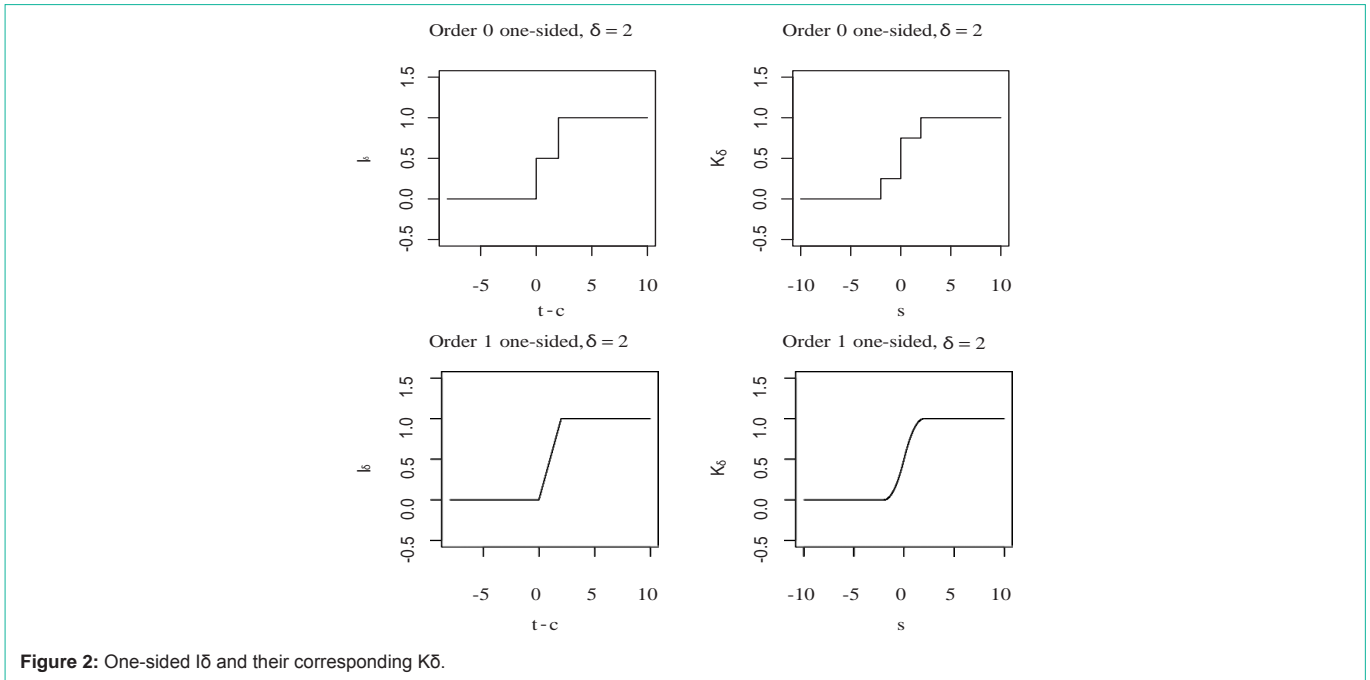 Order 0 one-sided, δ = 2
1.5
1.0
0.5
0.0
-0.5
Iδ
-5 0 5 10
t-c
Order 0 one-sided, δ = 2
1.5
1.0
0.5
0.0
-0.5
Kδ
-10 -5 0 5 10
s
Order 1 one-sided, δ = 2
1.5
1.0
0.5
0.0
-0.5
Iδ
-5 0 5 10
t-c
Order 1 one-sided, δ = 2
1.5
1.0
0.5
0.0
-0.5
Kδ
-10 -5 0 5 10
s
Figure 2: One-sided Iδ and their corresponding Kδ.